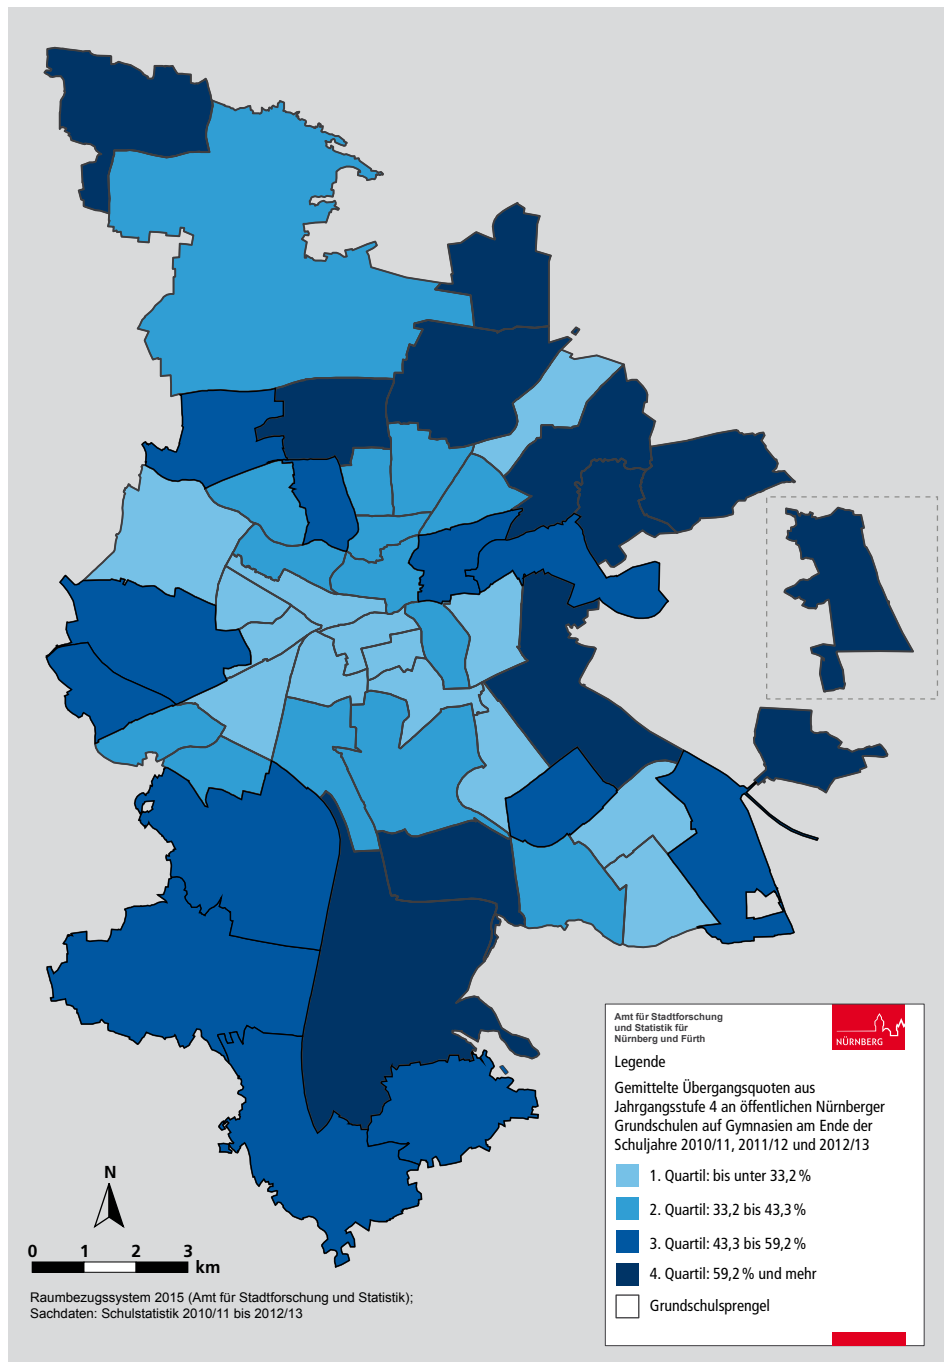 Amt für Stadtforschung
und Statistik für
Nürnberg und Fürth
NÜRNBERG
Legende
Gemittelte Übergangsquoten aus
Jahrgangsstufe 4 an öffentlichen Nürnberger
Grundschulen auf Gymnasien am Ende der
Schuljahre 2010/11, 2011/12 und 2012/13
1. Quartil: bis unter 33,2 %
2. Quartil: 33,2 bis 43,3 %
3. Quartil: 43,3 bis 59,2 %
4. Quartil: 59,2 % und mehr
Grundschulsprengel
N
0 1 2 3
km
Raumbezugssystem 2015 (Amt für Stadtforschung und Statistik);
Sachdaten: Schulstatistik 2010/11 bis 2012/13